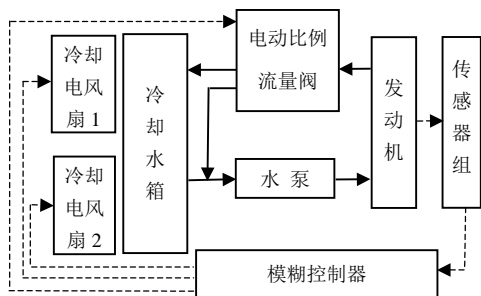 冷却
电风
扇 1
冷却
电风
扇 2
冷却水箱
电动比例
流量阀
水 泵
发动机
传感器组
模糊控制器